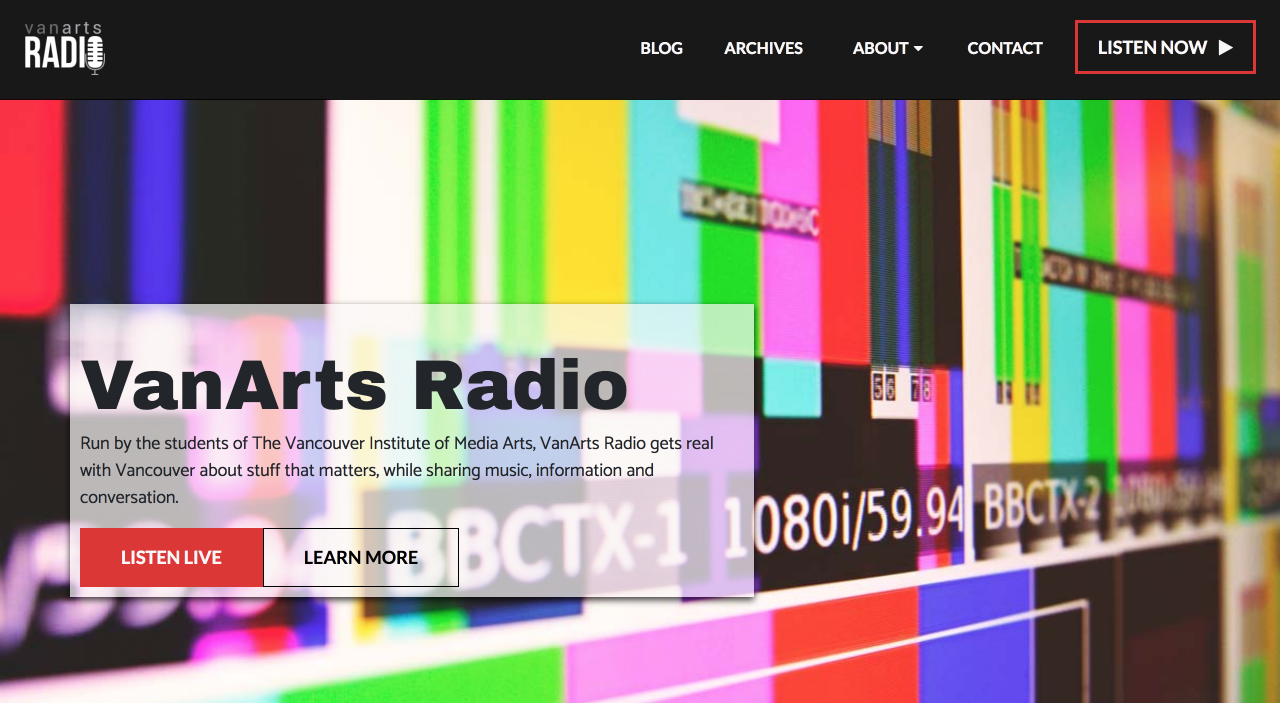 vanarts
RADIO
BLOG
ARCHIVES
ABOUT
CONTACT
LISTEN NOW
56 78
VanArts Radio
Run by the students of The Vancouver Institute of Media Arts, VanArts Radio gets real
with Vancouver about stuff that matters, while sharing music, information and
conversation.
BBCTX-1 1080i/59.94
BBCTX-2
LISTEN LIVE
LEARN MORE